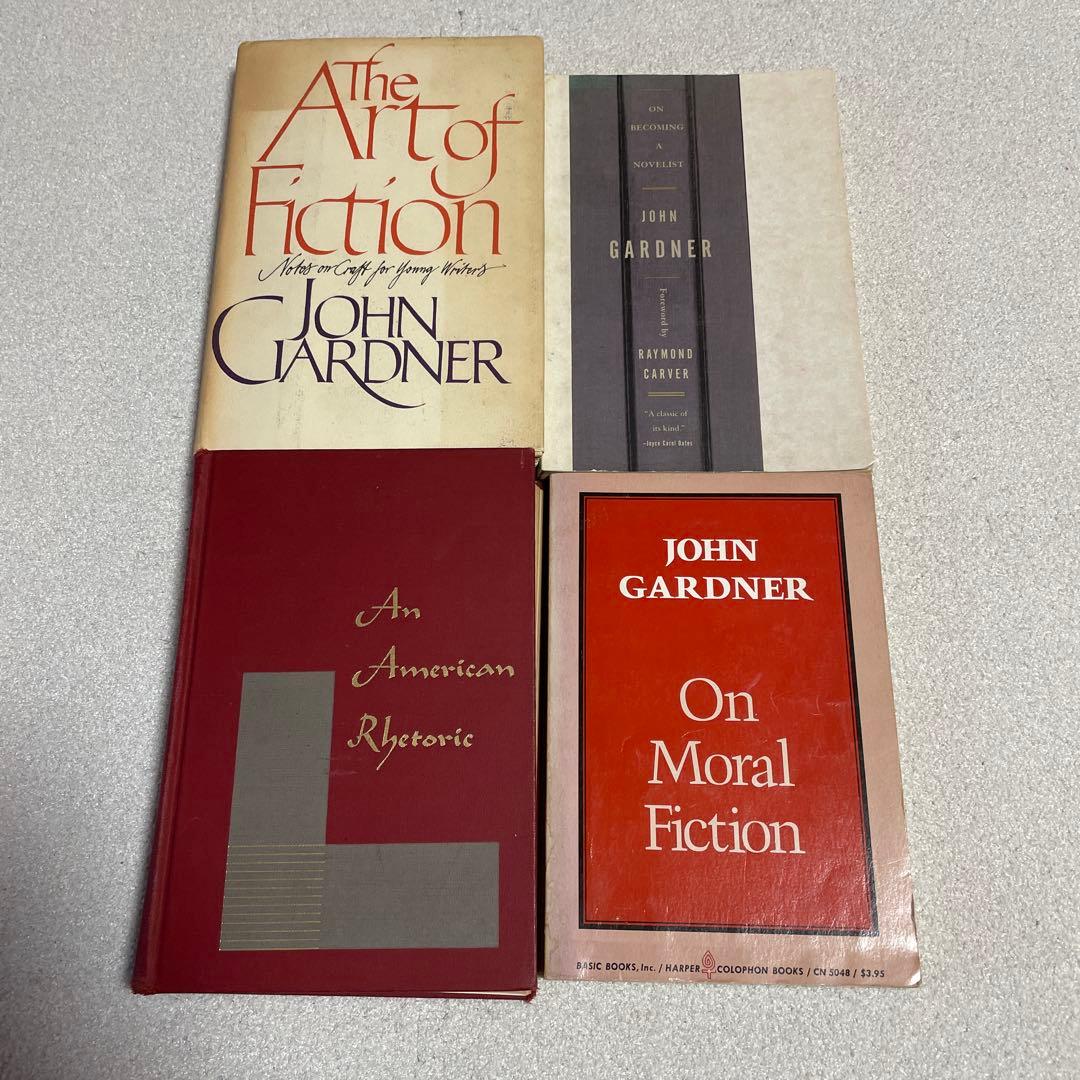 The
Art of
Fiction
Notes on Craft for Young Writers
JOHN
GARDNER
ON
BECOMING
A
NOVELIST
JOHN
GARDNER
Foreword by
RAYMOND
CARVER
"A classic of
its kind."
—Joyce Carol Oates
An
American
Rhetoric
JOHN
GARDNER
On
Moral
Fiction
BASIC BOOKS, Inc. / HARPER COLOPHON BOOKS / CN 5048 / $3.95